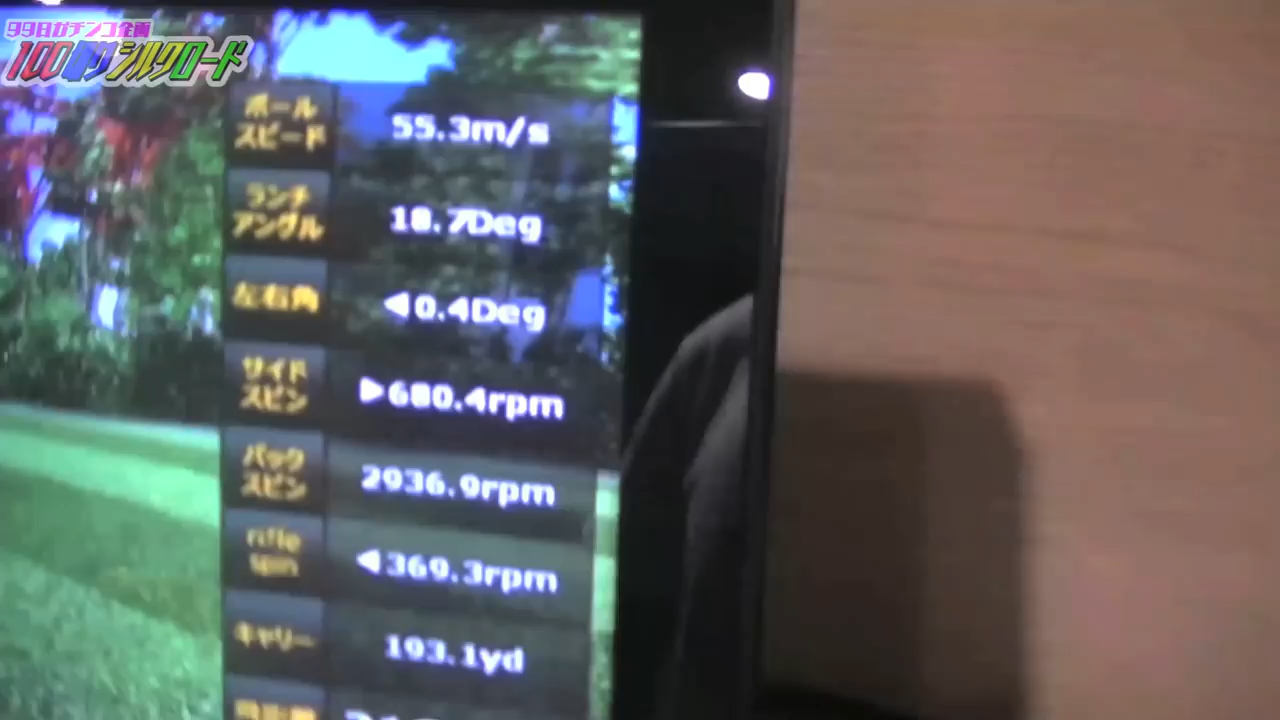 99日ガチンコ企画
100切りシルクロード
ボール
スピード
55.3m/s
ランチ
アングル
18.7Deg
左右角
◀0.4Deg
サイド
スピン
▶680.4rpm
バック
スピン
2936.9rpm
rifle
spin
◀369.3rpm
キャリー
193.1yd